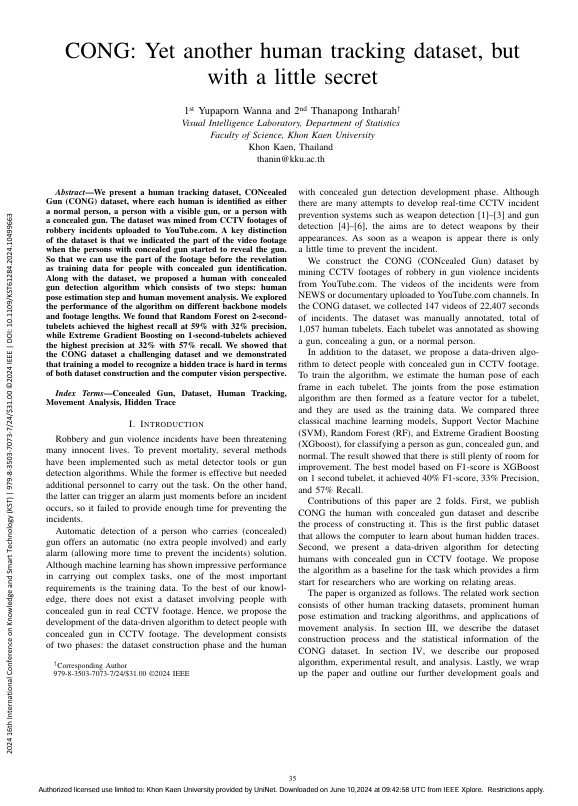 CONG: Yet another human tracking dataset, but
with a little secret
1st Yupaporn Wanna and 2nd Thanapong Intharah†
Visual Intelligence Laboratory, Department of Statistics
Faculty of Science, Khon Kaen University
Khon Kaen, Thailand
thanin@kku.ac.th
Abstract—We present a human tracking dataset, CONcealed
Gun (CONG) dataset, where each human is identified as either
a normal person, a person with a visible gun, or a person with
a concealed gun. The dataset was mined from CCTV footages of
robbery incidents uploaded to YouTube.com. A key distinction
of the dataset is that we indicated the part of the video footage
when the persons with concealed gun started to reveal the gun.
So that we can use the part of the footage before the revelation
as training data for people with concealed gun identification.
Along with the dataset, we proposed a human with concealed
gun detection algorithm which consists of two steps: human
pose estimation step and human movement analysis. We explored
the performance of the algorithm on different backbone models
and footage lengths. We found that Random Forest on 2-second-
tubelets achieved the highest recall at 59% with 32% precision,
while Extreme Gradient Boosting on 1-second-tubelets achieved
the highest precision at 32% with 57% recall. We showed that
the CONG dataset a challenging dataset and we demonstrated
that training a model to recognize a hidden trace is hard in terms
of both dataset construction and the computer vision perspective.
Index Terms—Concealed Gun, Dataset, Human Tracking,
Movement Analysis, Hidden Trace
I. INTRODUCTION
Robbery and gun violence incidents have been threatening
many innocent lives. To prevent mortality, several methods
have been implemented such as metal detector tools or gun
detection algorithms. While the former is effective but needed
additional personnel to carry out the task. On the other hand,
the latter can trigger an alarm just moments before an incident
occurs, so it failed to provide enough time for preventing the
incidents.
Automatic detection of a person who carries (concealed)
gun offers an automatic (no extra people involved) and early
alarm (allowing more time to prevent the incidents) solution.
Although machine learning has shown impressive performance
in carrying out complex tasks, one of the most important
requirements is the training data. To the best of our knowl-
edge, there does not exist a dataset involving people with
concealed gun in real CCTV footage. Hence, we propose the
development of the data-driven algorithm to detect people with
concealed gun in CCTV footage. The development consists
of two phases: the dataset construction phase and the human
†Corresponding Author
979-8-3503-7073-7/24/$31.00 ©2024 IEEE
with concealed gun detection development phase. Although
there are many attempts to develop real-time CCTV incident
prevention systems such as weapon detection [1]–[3] and gun
detection [4]–[6], the aims are to detect weapons by their
appearances. As soon as a weapon is appear there is only
a little time to prevent the incident.
We construct the CONG (CONcealed Gun) dataset by
mining CCTV footages of robbery in gun violence incidents
from YouTube.com. The videos of the incidents were from
NEWS or documentary uploaded to YouTube.com channels. In
the CONG dataset, we collected 147 videos of 22,407 seconds
of incidents. The dataset was manually annotated, total of
1,057 human tubelets. Each tubelet was annotated as showing
a gun, concealing a gun, or a normal person.
In addition to the dataset, we propose a data-driven algo-
rithm to detect people with concealed gun in CCTV footage.
To train the algorithm, we estimate the human pose of each
frame in each tubelet. The joints from the pose estimation
algorithm are then formed as a feature vector for a tubelet,
and they are used as the training data. We compared three
classical machine learning models, Support Vector Machine
(SVM), Random Forest (RF), and Extreme Gradient Boosting
(XGboost), for classifying a person as gun, concealed gun, and
normal. The result showed that there is still plenty of room for
improvement. The best model based on F1-score is XGBoost
on 1 second tubelet, it achieved 40% F1-score, 33% Precision,
and 57% Recall.
Contributions of this paper are 2 folds. First, we publish
CONG the human with concealed gun dataset and describe
the process of constructing it. This is the first public dataset
that allows the computer to learn about human hidden traces.
Second, we present a data-driven algorithm for detecting
humans with concealed gun in CCTV footage. We propose
the algorithm as a baseline for the task which provides a firm
start for researchers who are working on relating areas.
The paper is organized as follows. The related work section
consists of other human tracking datasets, prominent human
pose estimation and tracking algorithms, and applications of
movement analysis. In section III, we describe the dataset
construction process and the statistical information of the
CONG dataset. In section IV, we describe our proposed
algorithm, experimental result, and analysis. Lastly, we wrap
up the paper and outline our further development goals and
2024 16th International Conference on Knowledge and Smart Technology (KST) | 979-8-3503-7073-7/24/$31.00 ©2024 IEEE | DOI: 10.1109/KST61284.2024.10499663
35
Authorized licensed use limited to: Khon Kaen University provided by UniNet. Downloaded on June 10,2024 at 09:42:58 UTC from IEEE Xplore. Restrictions apply.